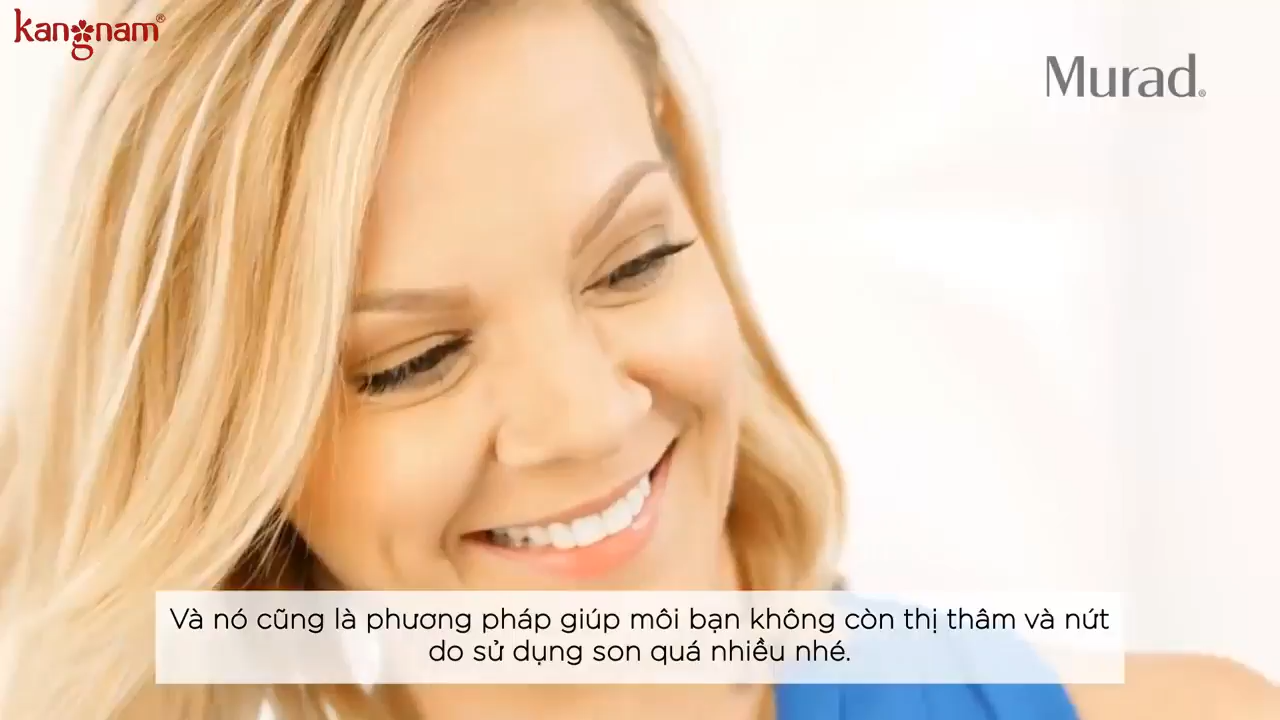 kangnam®
Murad®
Và nó cũng là phương pháp giúp môi bạn không còn thị thâm và nứt
do sử dụng son quá nhiều nhé.